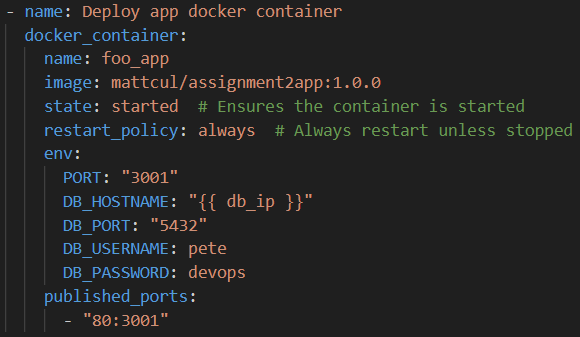 - name: Deploy app docker container
docker_container:
name: foo_app
image: mattcul/assignment2app:1.0.0
state: started # Ensures the container is started
restart_policy: always # Always restart unless stopped
env:
PORT: "3001"
DB_HOSTNAME: "{{ db_ip }}"
DB_PORT: "5432"
DB_USERNAME: pete
DB_PASSWORD: devops
published_ports:
- "80:3001"